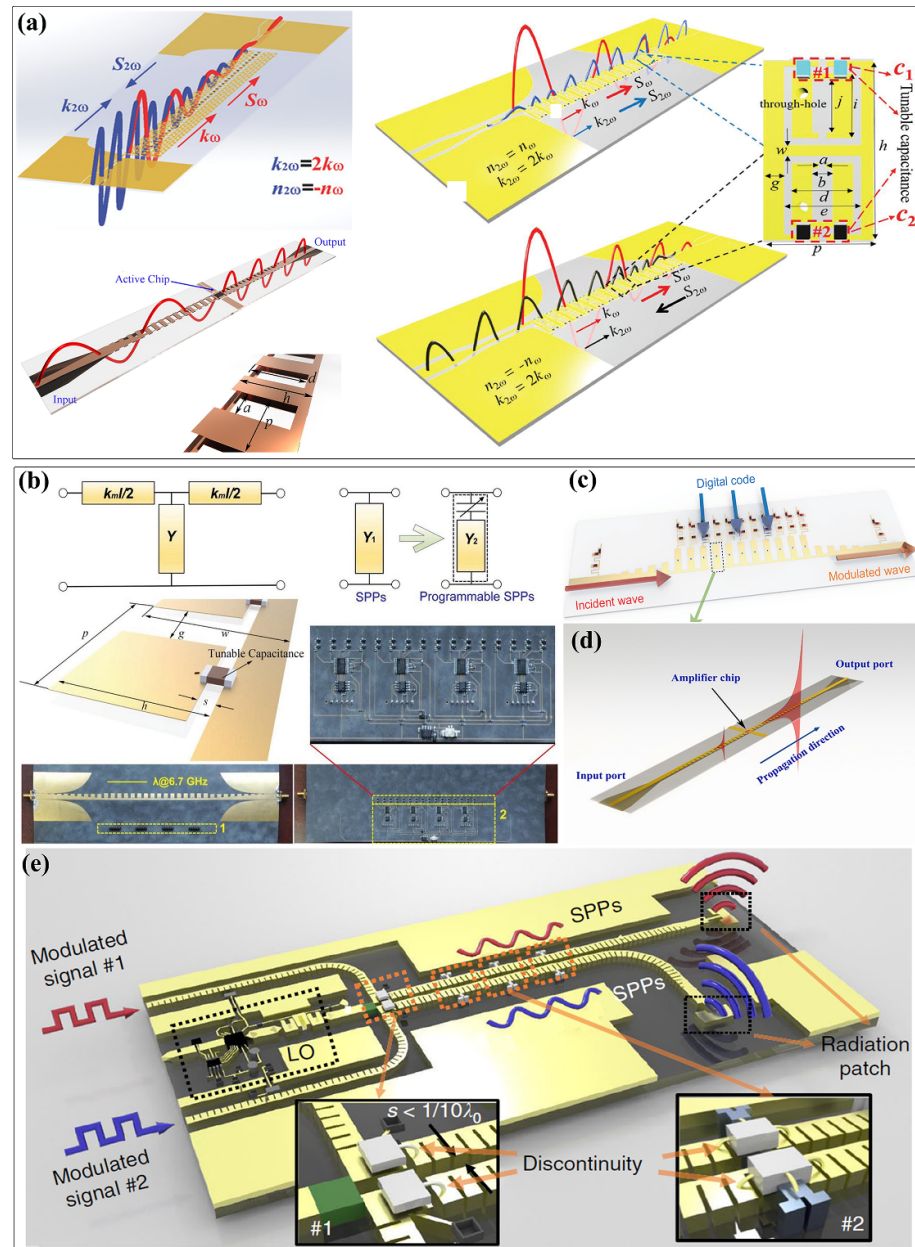 (a)
S2ω
k2ω
Sω
kω
k2ω=2kω
n2ω=-nω
Output
Active Chip
Input
d
h
a
p
kω
Sω
k2ω
S2ω
n2ω = nω
k2ω = 2kω
kω
Sω
k2ω
S2ω
n2ω = -nω
k2ω = 2kω
#1
c1
through-hole
j
i
w
a
h
g
b
d
e
#2
c2
p
Tunable capacitance
(b)
kml/2
kml/2
Y
Y1
Y2
SPPs
Programmable SPPs
p
g
w
Tunable Capacitance
s
h
λ@6.7 GHz
1
2
(c)
Digital code
Incident wave
Modulated wave
(d)
Output port
Amplifier chip
Propagation direction
Input port
(e)
Modulated
signal #1
SPPs
SPPs
LO
Radiation
patch
Modulated
signal #2
s < 1/10λ0
Discontinuity
#1
#2